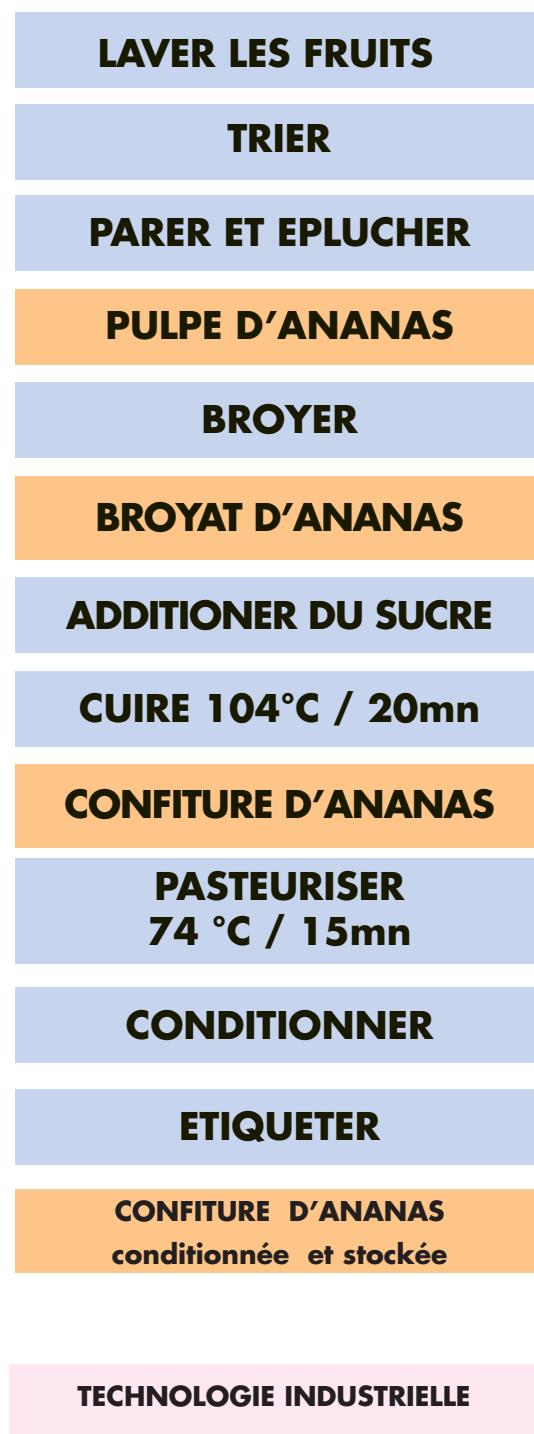 LAVER LES FRUITS
TRIER
PARER ET EPLUCHER
PULPE D’ANANAS
BROYER
BROYAT D’ANANAS
ADDITIONER DU SUCRE
CUIRE 104°C / 20mn
CONFITURE D’ANANAS
PASTEURISER
74 °C / 15mn
CONDITIONNER
ETIQUETER
CONFITURE D’ANANAS
conditionnée et stockée
TECHNOLOGIE INDUSTRIELLE